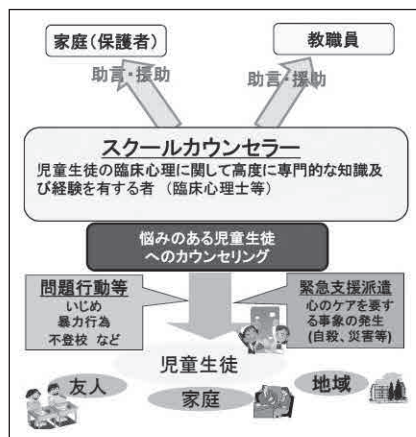 家庭(保護者)
教職員
助言・援助
助言・援助
スクールカウンセラー
児童生徒の臨床心理に関して高度に専門的な知識及
び経験を有する者 (臨床心理士等)
悩みのある児童生徒
へのカウンセリング
問題行動等
いじめ
暴力行為
不登校 など
緊急支援派遣
心のケアを要す
る事象の発生
(自殺、災害等)
児童生徒
友人
家庭
地域